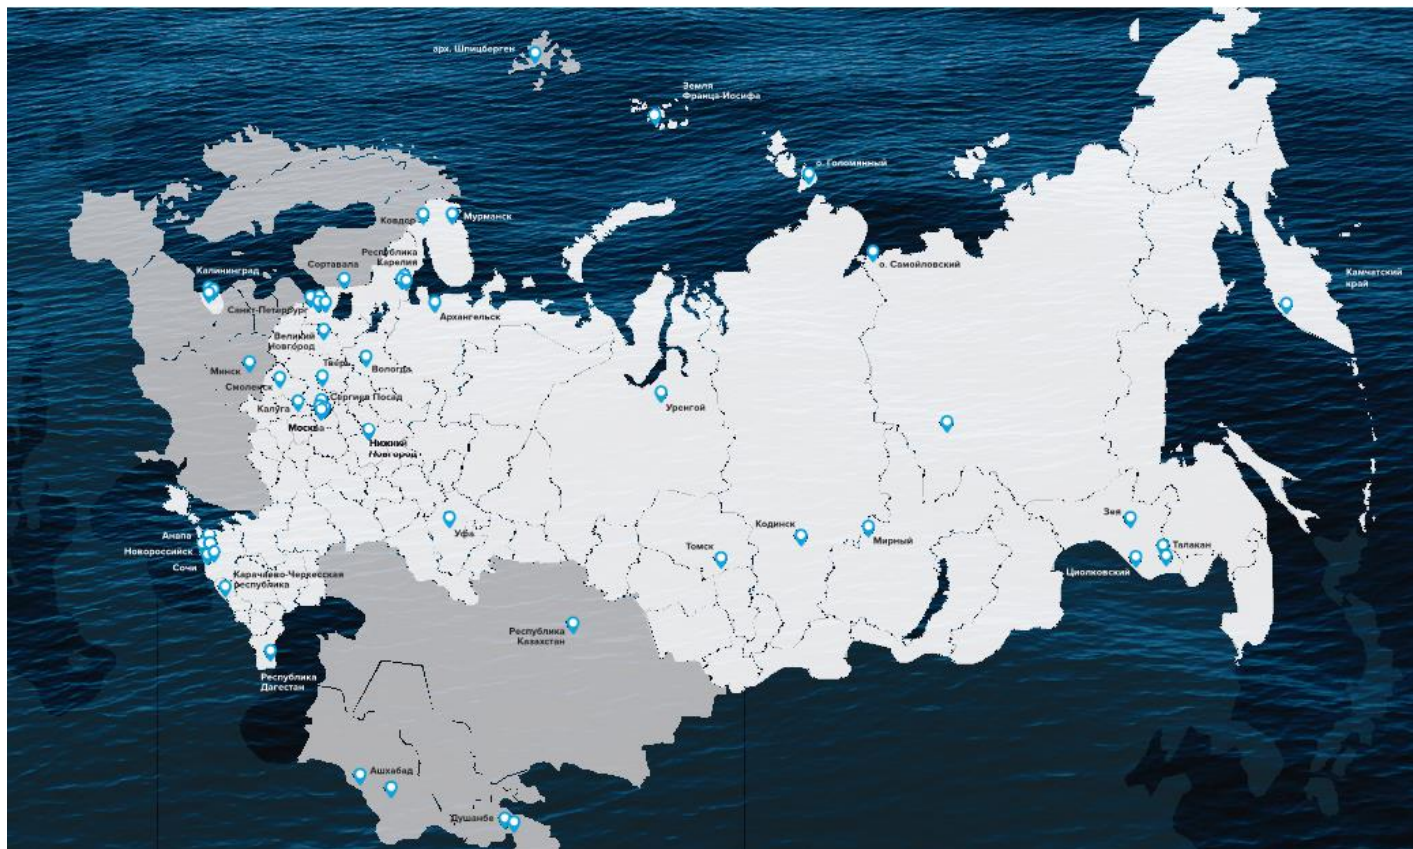 арх. Шпицберген
Земля
Франца-Иосифа
о. Голомянный
Ковдор
Мурманск
Республика
Карелия
о. Самойловский
Калининград
Сортавала
Камчатский
край
Санкт-Петербург
Архангельск
Великий
Новгород
Тверь
Вологда
Минск
Смоленск
Сергиев Посад
Калуга
Уренгой
Москва
Нижний
Новгород
Зея
Кодинск
Анапа
Уфа
Мирный
Томск
Талакан
Новороссийск
Сочи
Циолковский
Карачаево-Черкесская
республика
Республика
Казахстан
Республика
Дагестан
Ашхабад
Душанбе